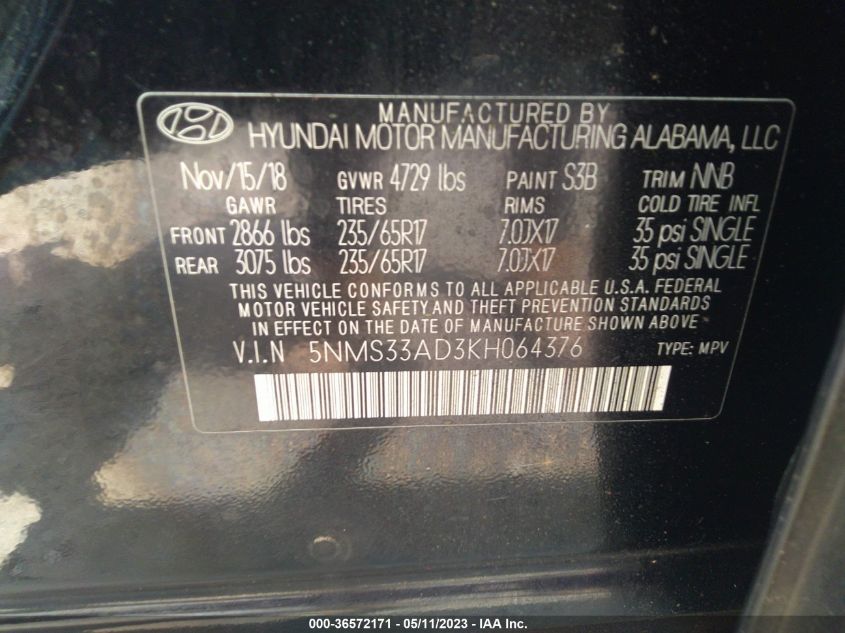 MANUFACTURED BY
HYUNDAI MOTOR MANUFACTURING ALABAMA, LLC
Nov/15/18 GVWR 4729 lbs PAINT S3B TRIM NNB
GAWR TIRES RIMS COLD TIRE INFL
FRONT 2866 lbs 235/65R17 7.0JX17 35 psi SINGLE
REAR 3075 lbs 235/65R17 7.0JX17 35 psi SINGLE
THIS VEHICLE CONFORMS TO ALL APPLICABLE U.S.A. FEDERAL
MOTOR VEHICLE SAFETY AND THEFT PREVENTION STANDARDS
IN EFFECT ON THE DATE OF MANUFACTURE SHOWN ABOVE
V.I.N 5NMS33AD3KH064376 TYPE: MPV
000-36572171 - 05/11/2023 - IAA Inc.